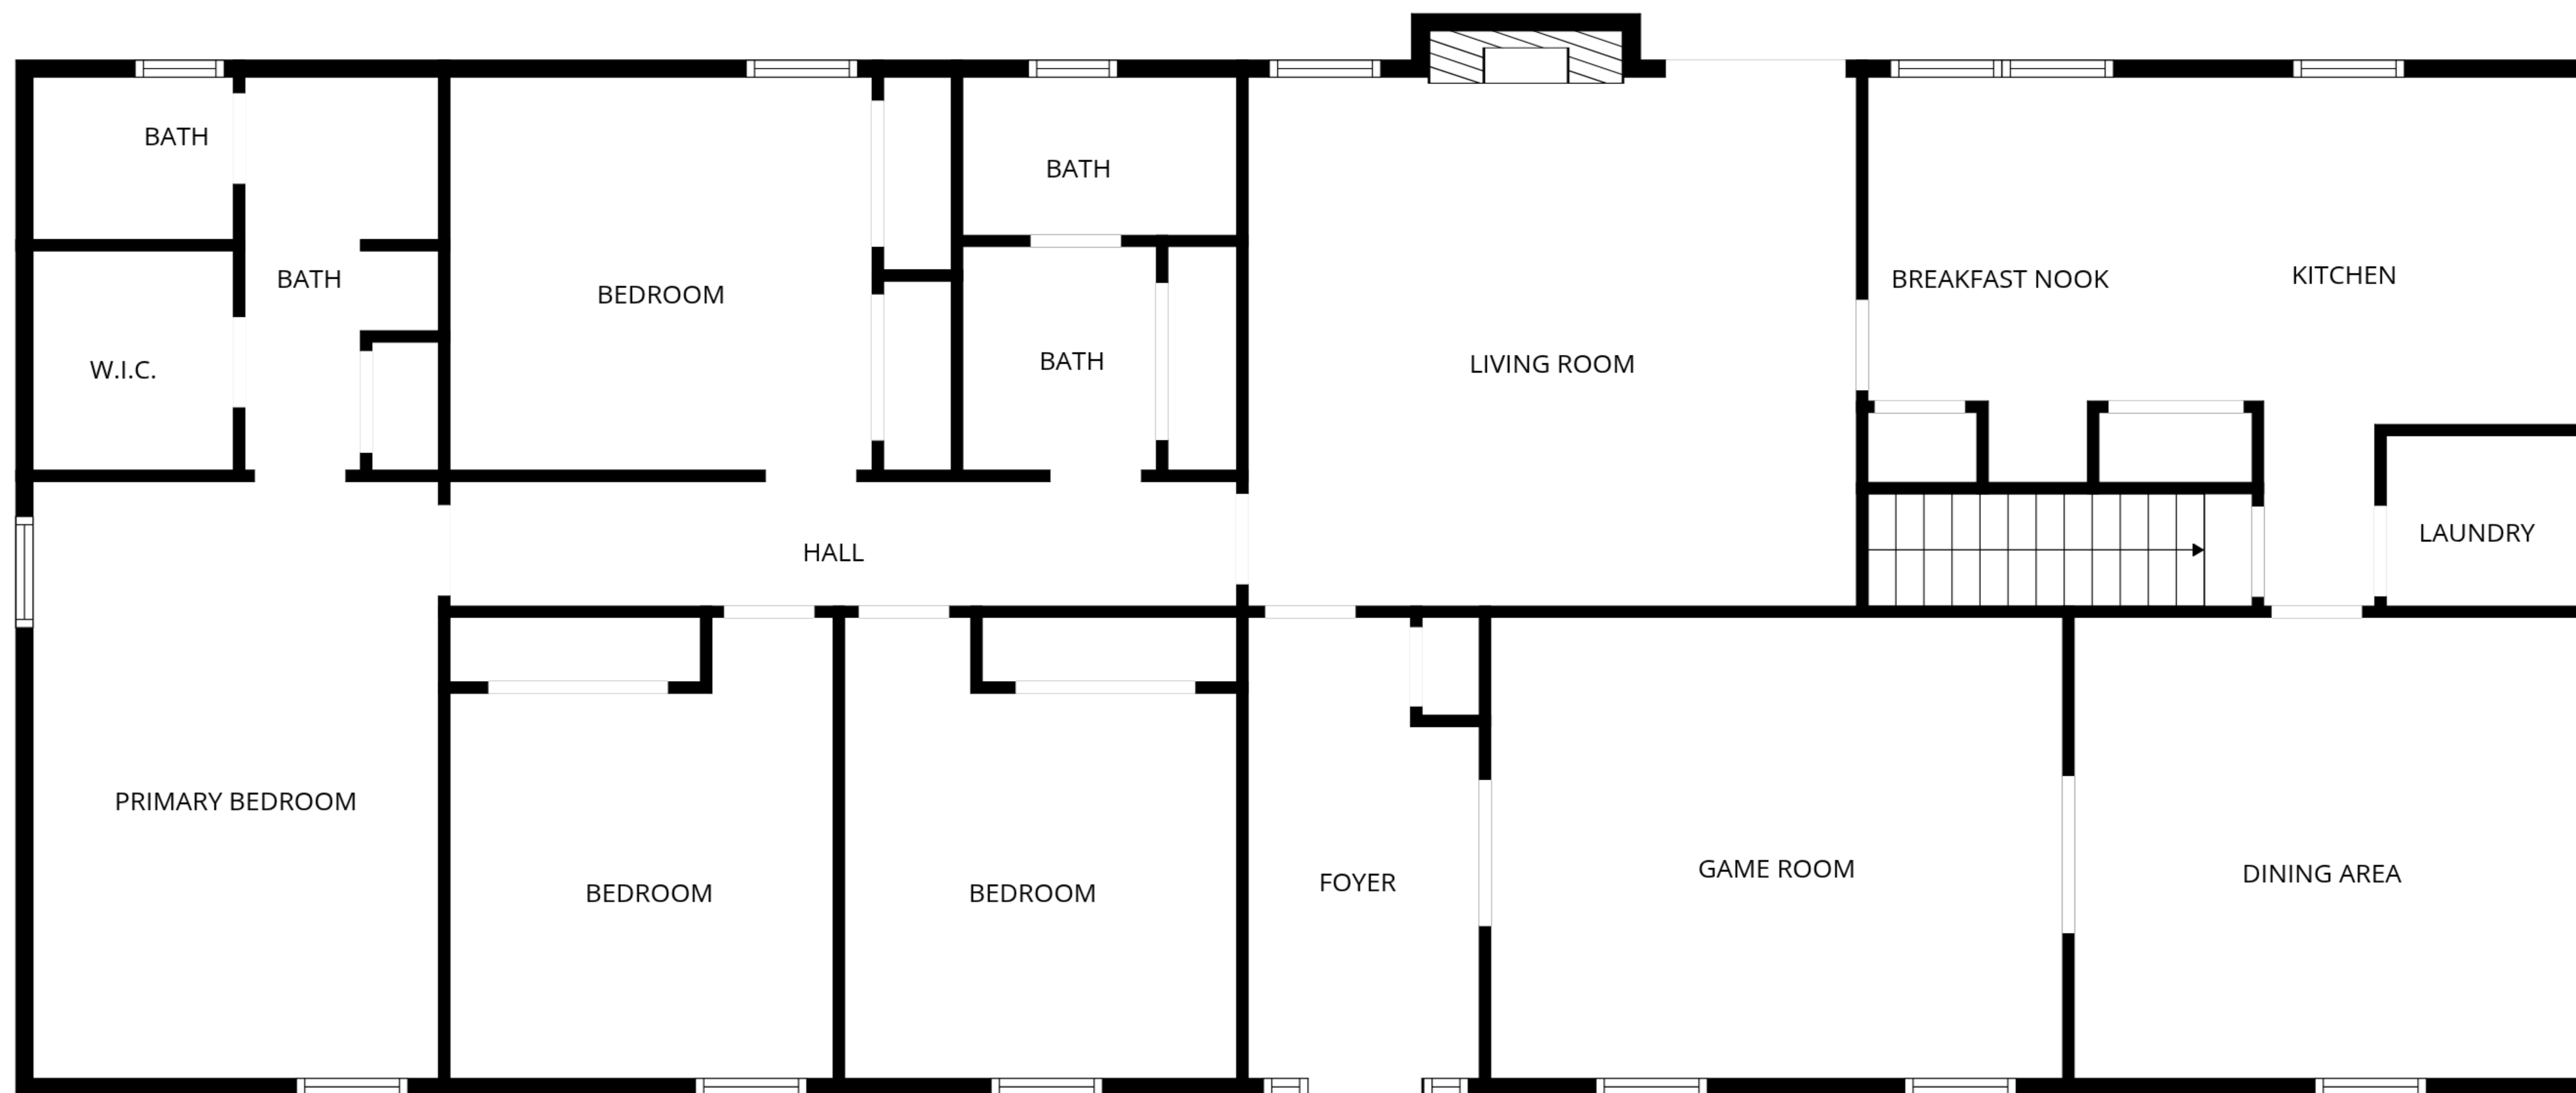 BATH
BATH
BREAKFAST NOOK
KITCHEN
BATH
BEDROOM
LIVING ROOM
BATH
W.I.C.
LAUNDRY
HALL
PRIMARY BEDROOM
GAME ROOM
DINING AREA
FOYER
BEDROOM
BEDROOM